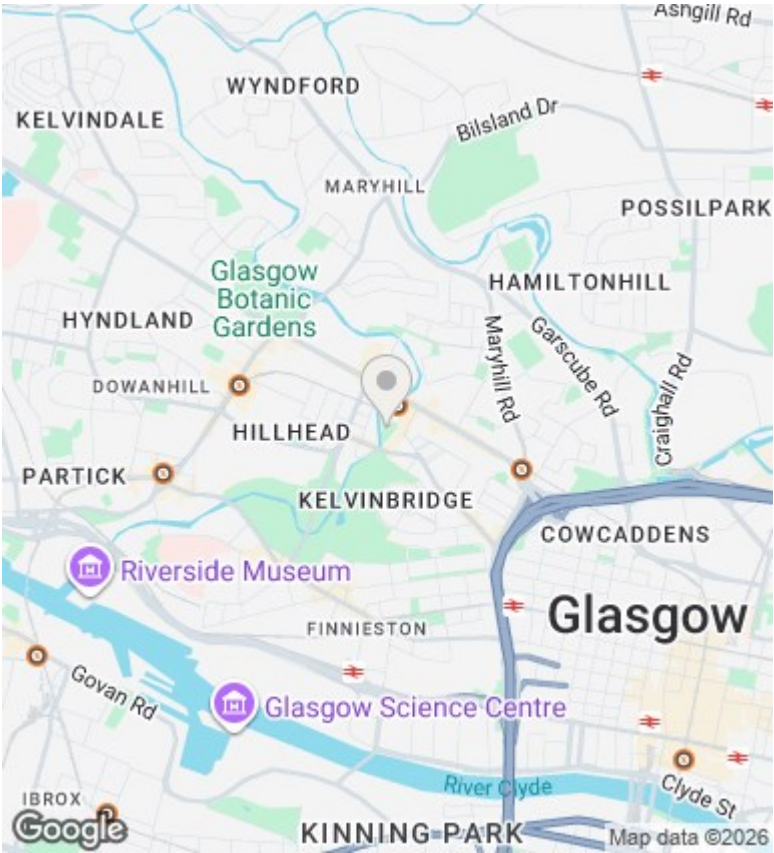 Ashgill Rd
WYNDFORD
KELVINDALE
Bilsland Dr
MARYHILL
POSSILPARK
Glasgow
Botanic
Gardens
HAMILTONHILL
HYNDLAND
Maryhill Rd
Garscube Rd
Craighall Rd
DOWANHILL
HILLHEAD
PARTICK
KELVINBRIDGE
COWCADDENS
Riverside Museum
Glasgow
FINNIESTON
Govan Rd
Glasgow Science Centre
River Clyde
Clyde St
IBROX
Google
KINNING PARK
Map data ©2026